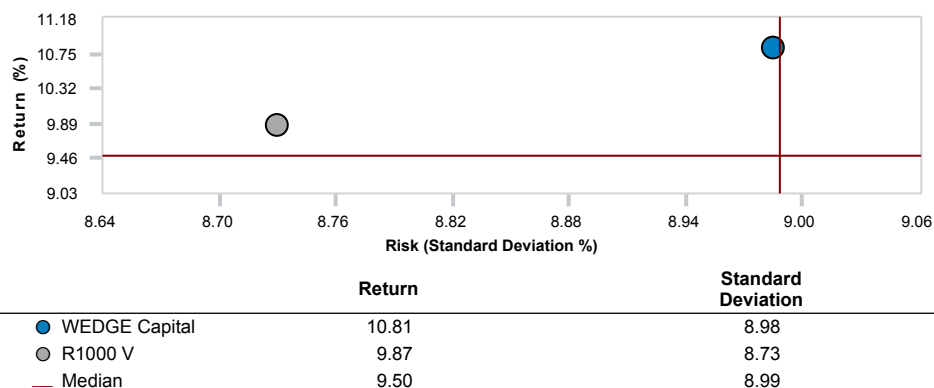 11.18
10.75
10.32
9.89
9.46
9.03
Return (%)
8.64 8.70 8.76 8.82 8.88 8.94 9.00 9.06
Risk (Standard Deviation %)
Return Standard Deviation
WEDGE Capital 10.81 8.98
R1000 V 9.87 8.73
Median 9.50 8.99